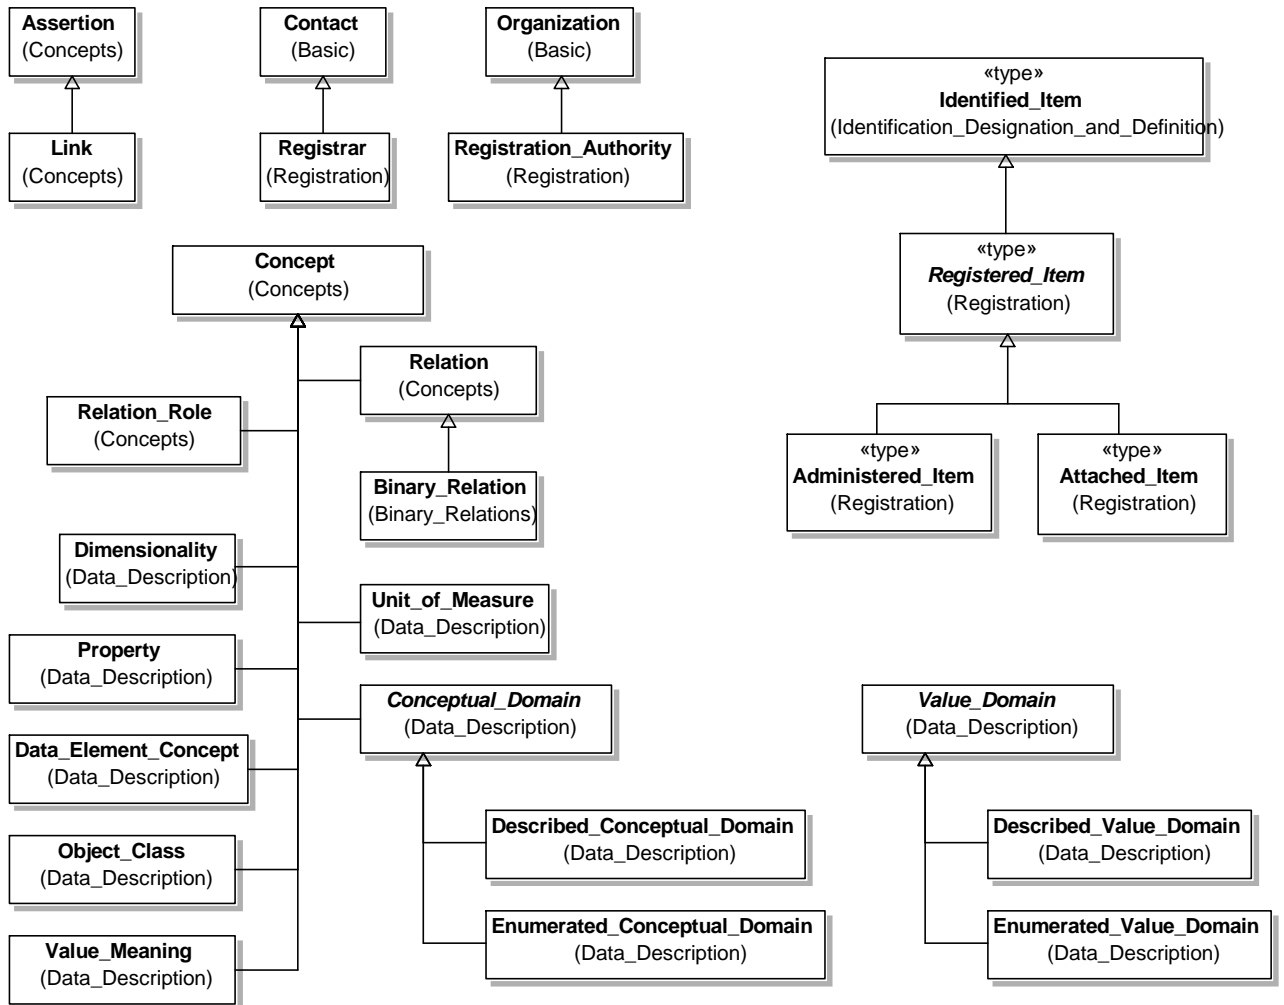 Assertion
(Concepts)
Contact
(Basic)
Organization
(Basic)
«type»
Identified_Item
(Identification_Designation_and_Definition)
Link
(Concepts)
Registrar
(Registration)
Registration_Authority
(Registration)
«type»
Registered_Item
(Registration)
Concept
(Concepts)
Relation
(Concepts)
Relation_Role
(Concepts)
«type»
Administered_Item
(Registration)
«type»
Attached_Item
(Registration)
Binary_Relation
(Binary_Relations)
Dimensionality
(Data_Description)
Unit_of_Measure
(Data_Description)
Property
(Data_Description)
Conceptual_Domain
(Data_Description)
Value_Domain
(Data_Description)
Data_Element_Concept
(Data_Description)
Described_Conceptual_Domain
(Data_Description)
Described_Value_Domain
(Data_Description)
Object_Class
(Data_Description)
Enumerated_Conceptual_Domain
(Data_Description)
Enumerated_Value_Domain
(Data_Description)
Value_Meaning
(Data_Description)